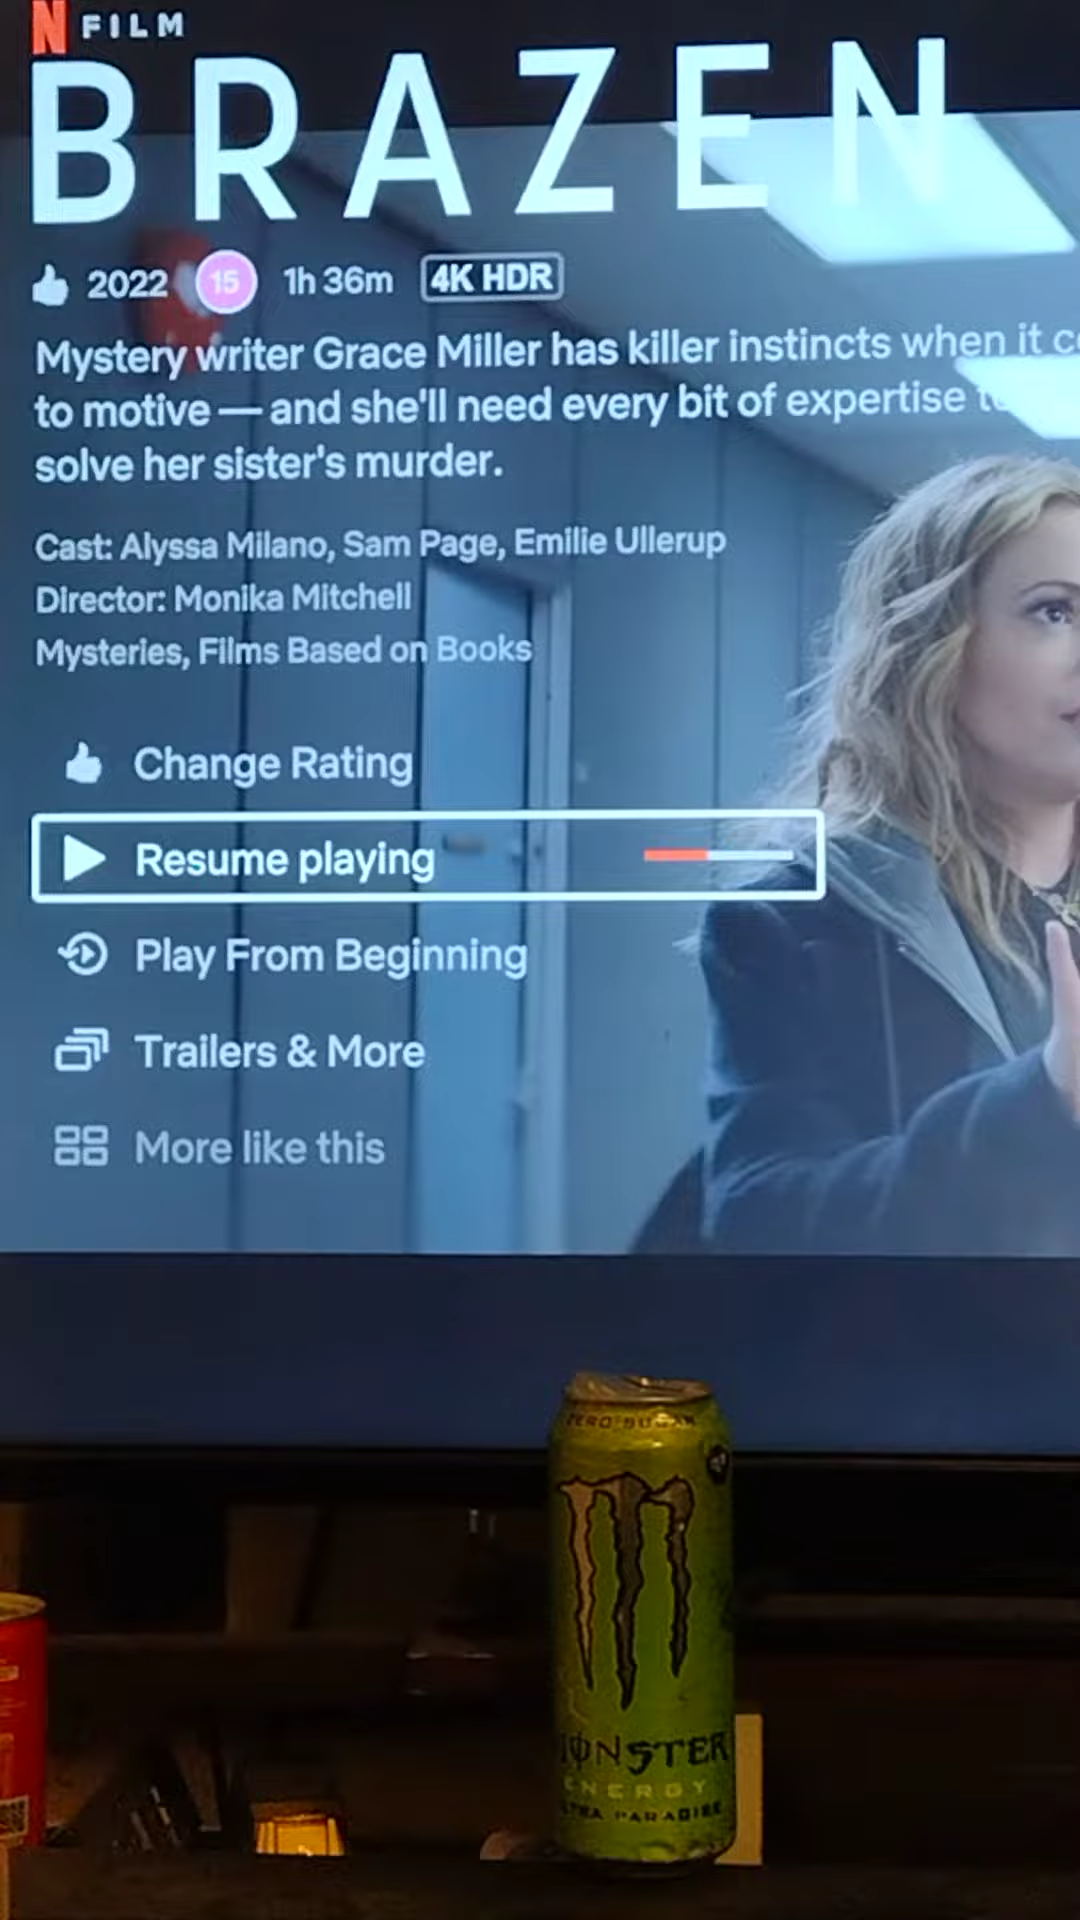 N FILM
BRAZEN
2022 15 1h 36m 4K HDR
Mystery writer Grace Miller has killer instincts when it
to motive — and she'll need every bit of expertise
solve her sister's murder.
Cast: Alyssa Milano, Sam Page, Emilie Ullerup
Director: Monika Mitchell
Mysteries, Films Based on Books
Change Rating
Resume playing
Play From Beginning
Trailers & More
More like this
ZERO SUGAR
MONSTER
ENERGY
ULTRA PARADISE